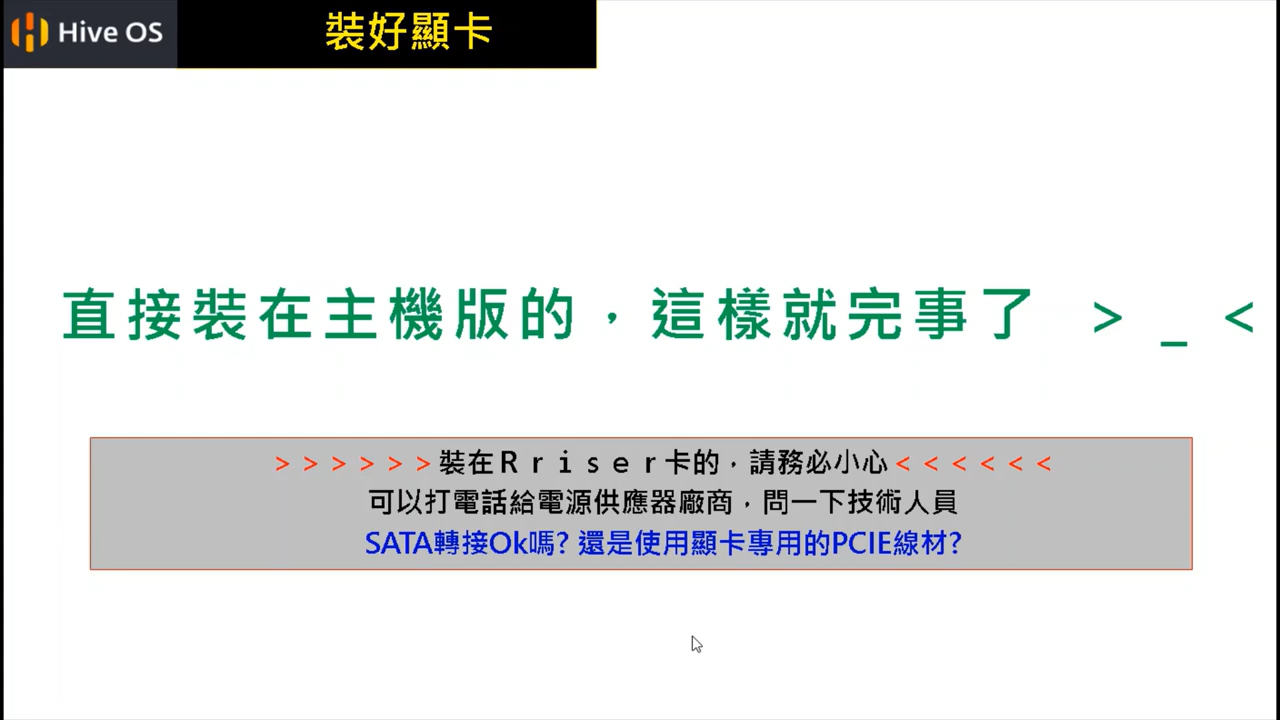 Hive OS
裝好顯卡
直接裝在主機版的，這樣就完事了 > _ <
>>>>>>裝在Rriser卡的，請務必小心<<<<<<
可以打電話給電源供應器廠商，問一下技術人員
SATA轉接Ok嗎? 還是使用顯卡專用的PCIE線材?